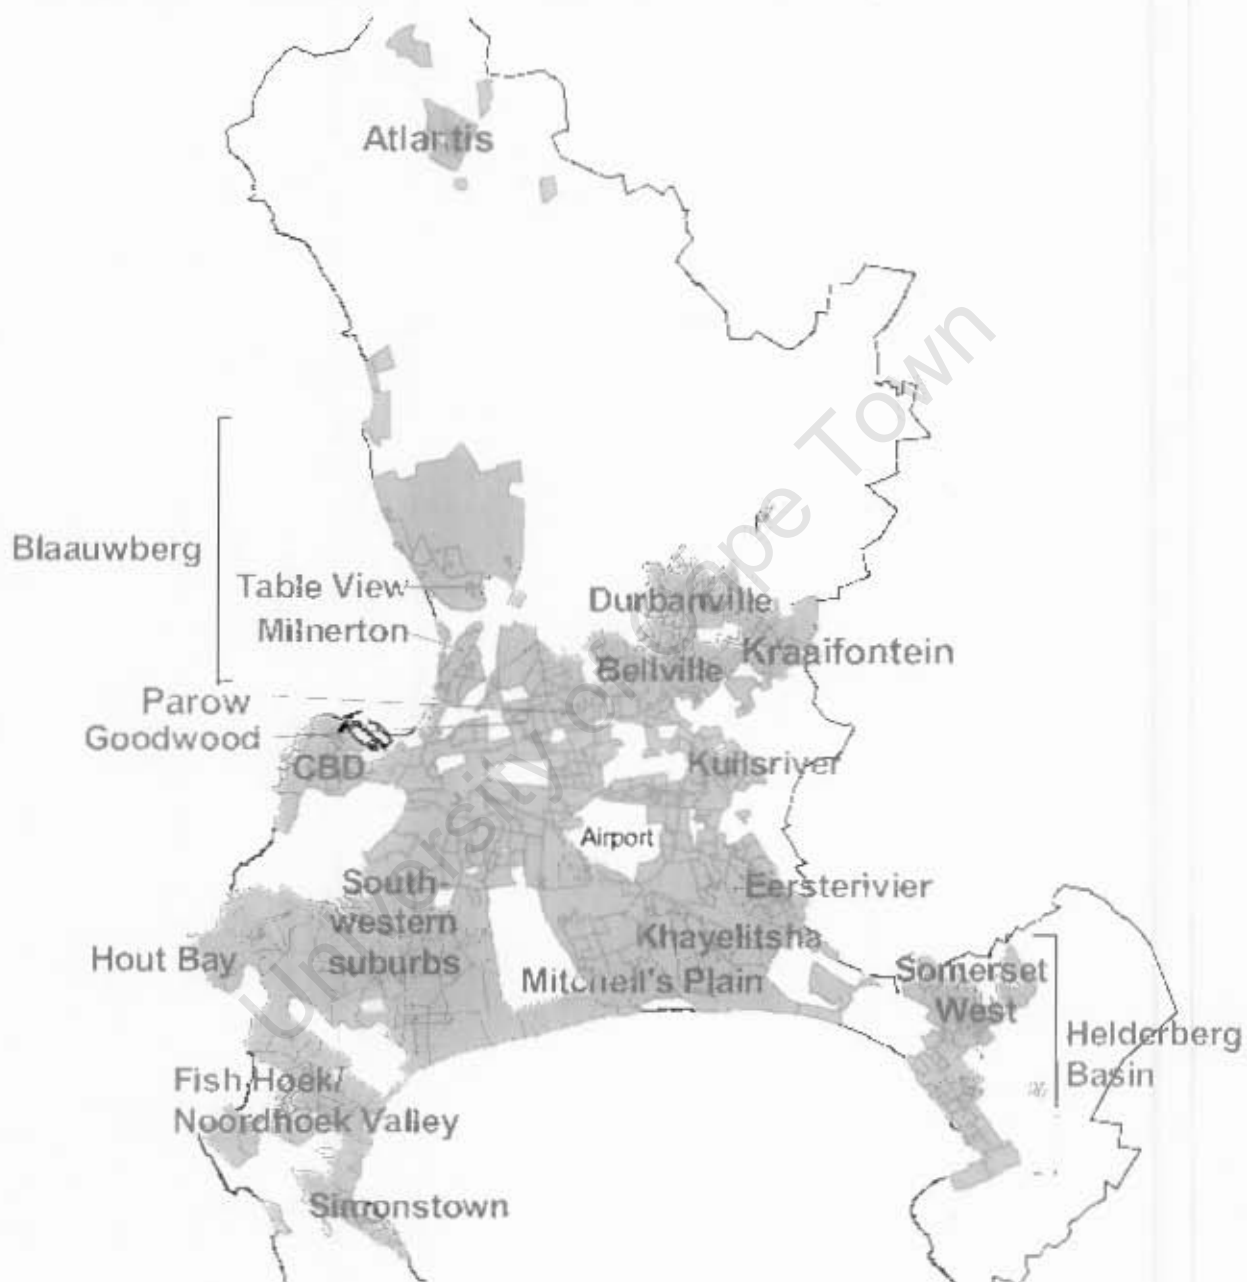 Atlantis
Blaauwberg
Table View
Milnerton
Durbanville
Kraaifontein
Bellville
Parow
Goodwood
CBD
Kuilsriver
Airport
South-
western
suburbs
Eersterivier
Khayelitsha
Hout Bay
Mitchell's Plain
Somerset
West
Helderberg
Basin
Fish Hoek/
Noordhoek Valley
Simonstown
University of Cape Town